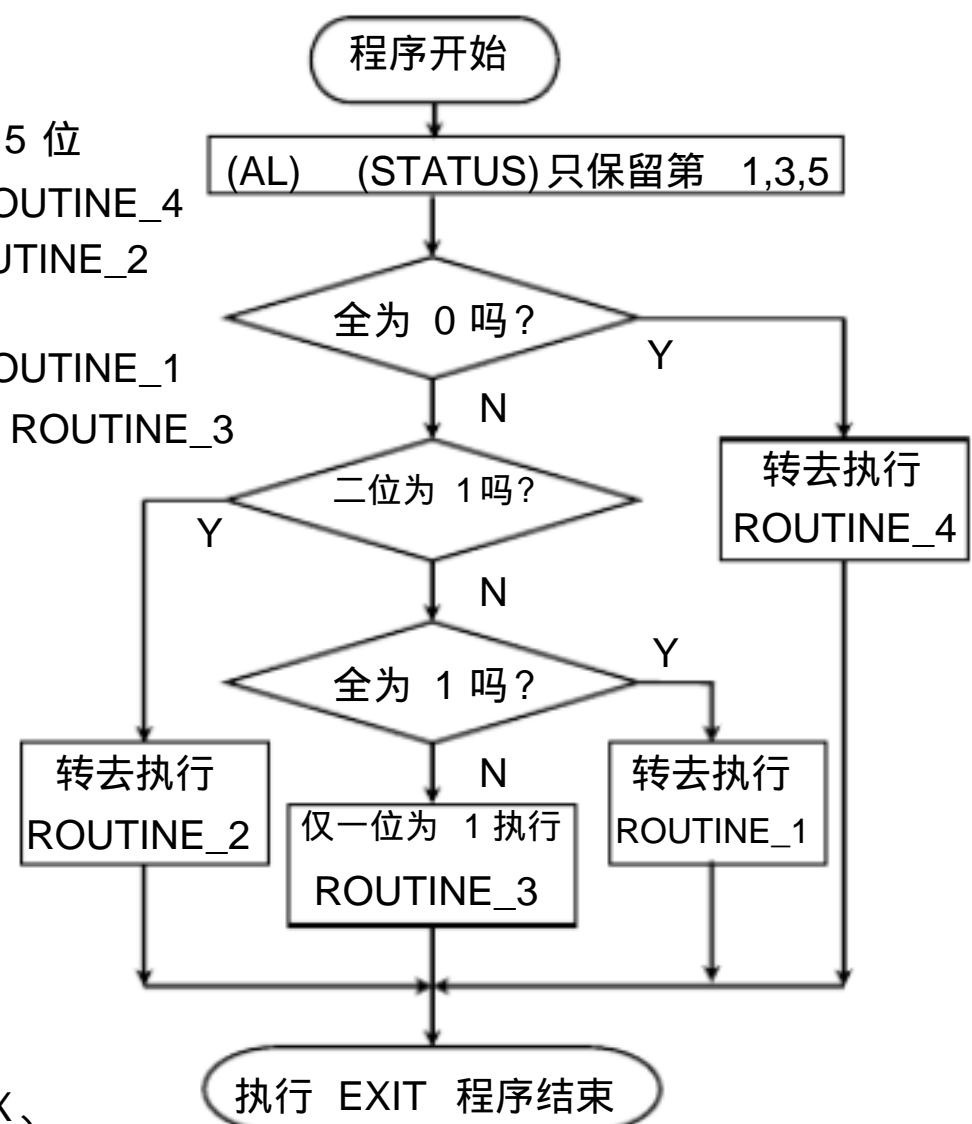 程序开始
5 位
(AL) (STATUS)只保留第 1,3,5
OUTINE_4
UTINE_2
全为 0 吗?
Y
OUTINE_1
N
ROUTINE_3
转去执行
ROUTINE_4
二位为 1吗?
Y
N
全为 1 吗?
Y
转去执行
ROUTINE_2
N
仅一位为 1 执行
ROUTINE_3
转去执行
ROUTINE_1
执行 EXIT 程序结束
X、